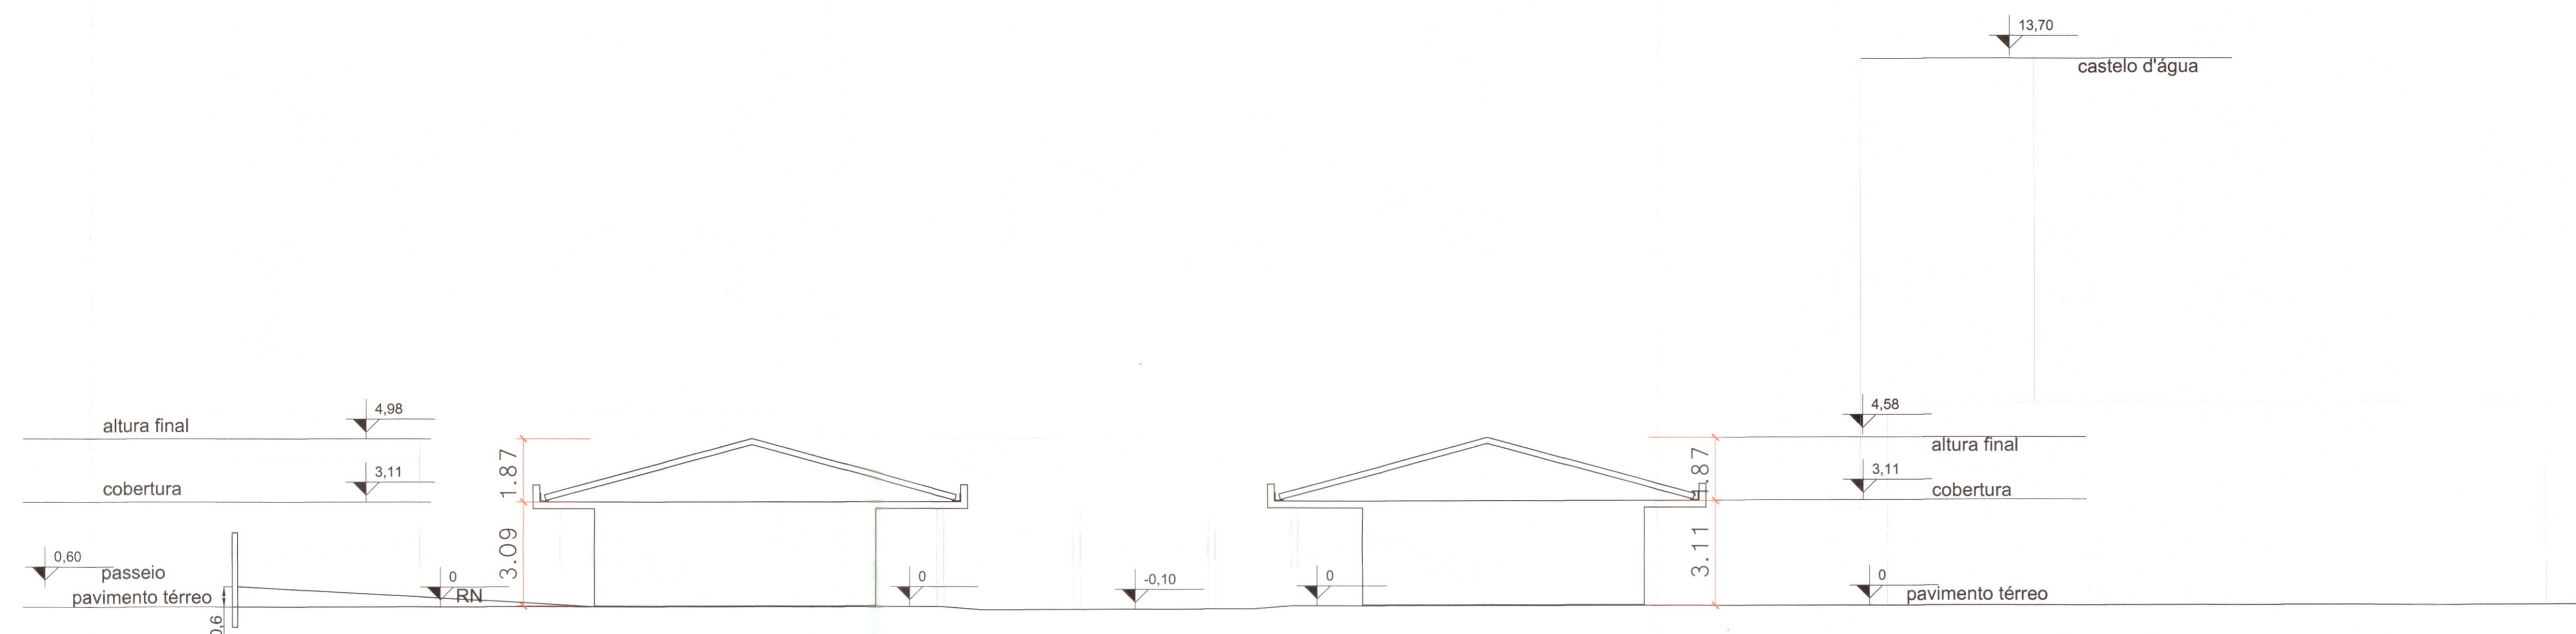 13,70
castelo d'água
4,98
altura final
3,11
cobertura
1.87
3.09
0,60
passeio
pavimento térreo
0,6
0
RN
0
-0,10
0
4,58
altura final
3,11
cobertura
1.87
3.11
0
pavimento térreo